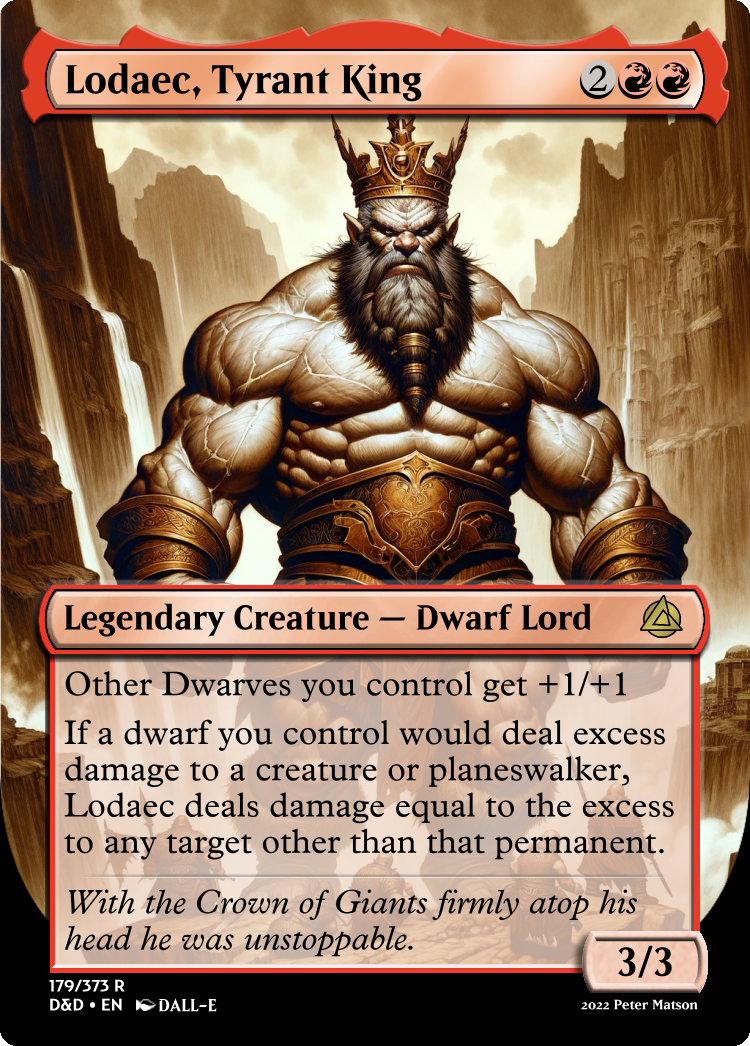 Lodaec, Tyrant King 2
Legendary Creature — Dwarf Lord
Other Dwarves you control get +1/+1
If a dwarf you control would deal excess
damage to a creature or planeswalker,
Lodaec deals damage equal to the excess
to any target other than that permanent.
With the Crown of Giants firmly atop his
head he was unstoppable.
3/3
179/373 R
D&D • EN DALL-E
2022 Peter Matson